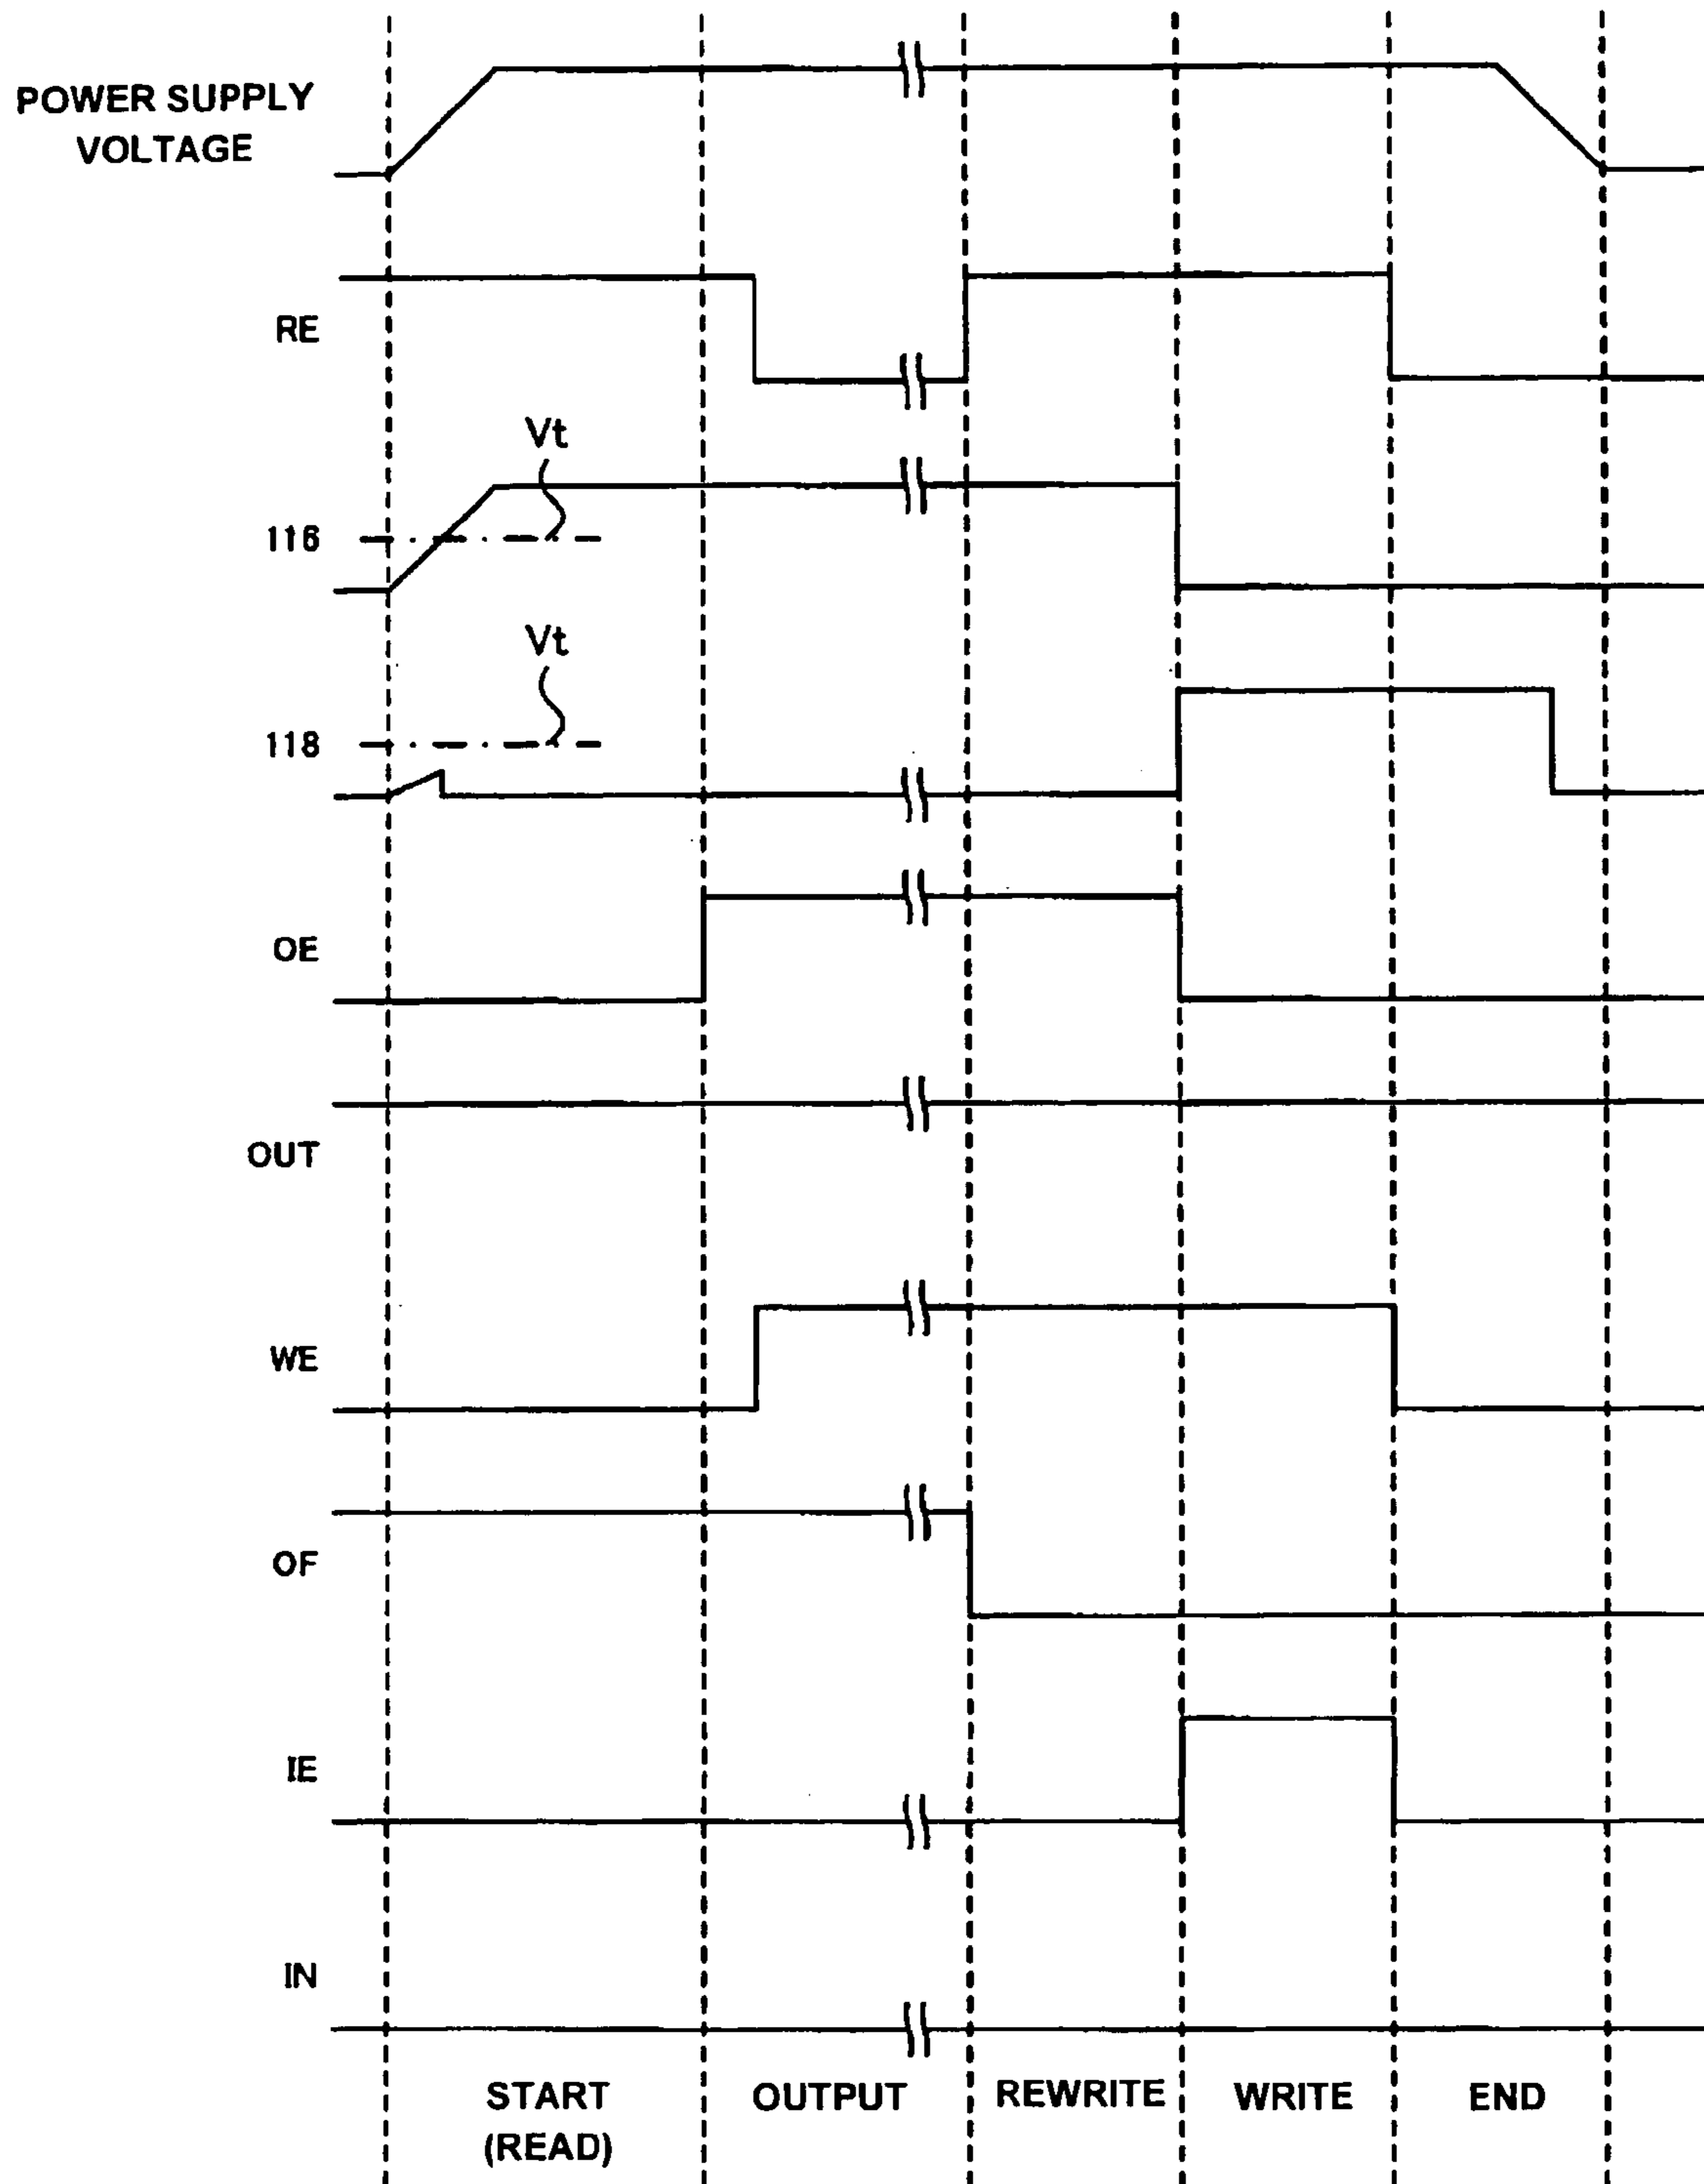 POWER SUPPLY
VOLTAGE
RE
Vt
116
Vt
118
OE
OUT
WE
OF
IE
IN
START
(READ)
OUTPUT
REWRITE
WRITE
END